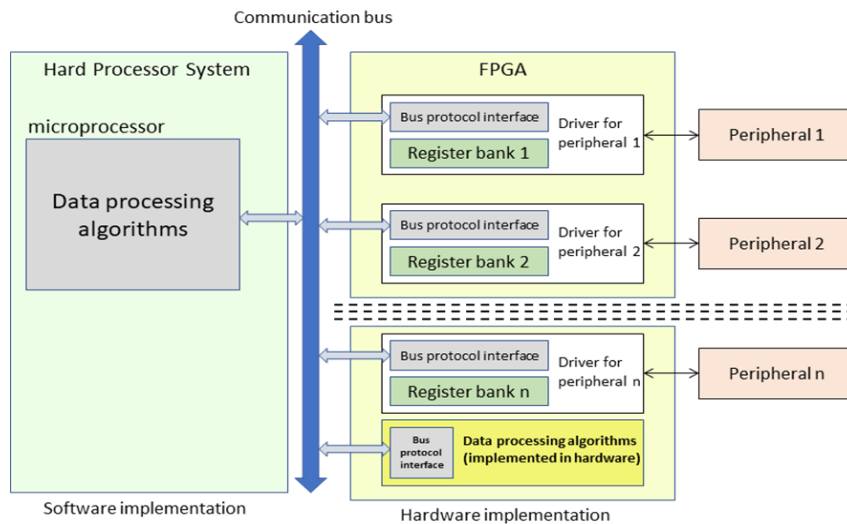 Communication bus
Hard Processor System
microprocessor
Data processing
algorithms
Software implementation
FPGA
Bus protocol interface
Register bank 1
Driver for
peripheral 1
Peripheral 1
Bus protocol interface
Register bank 2
Driver for
peripheral 2
Peripheral 2
Bus protocol interface
Register bank n
Driver for
peripheral n
Peripheral n
Bus
protocol
interface
Data processing algorithms
(implemented in hardware)
Hardware implementation